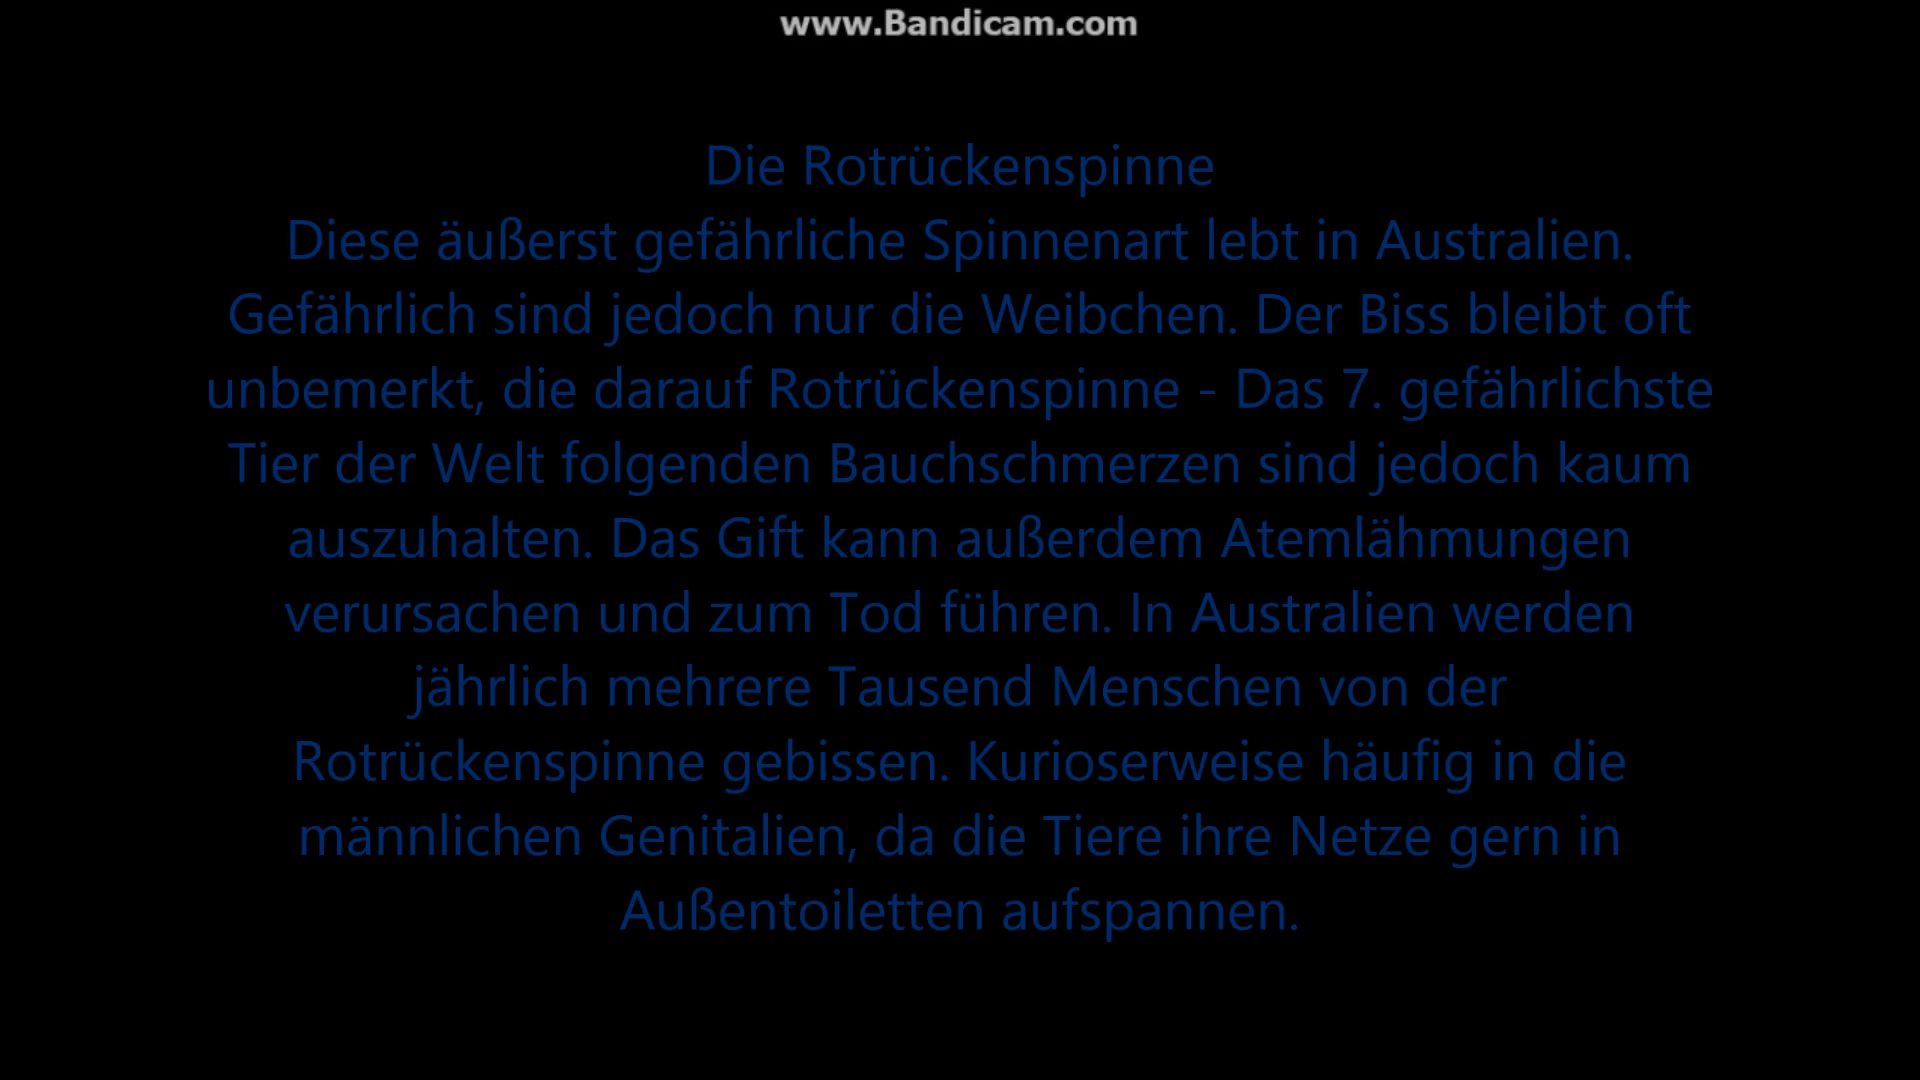 www.Bandicam.com
Die Rotrückenspinne
Diese äußerst gefährliche Spinnenart lebt in Australien.
Gefährlich sind jedoch nur die Weibchen. Der Biss bleibt oft
unbemerkt, die darauf Rotrückenspinne - Das 7. gefährlichste
Tier der Welt folgenden Bauchschmerzen sind jedoch kaum
auszuhalten. Das Gift kann außerdem Atemlähmungen
verursachen und zum Tod führen. In Australien werden
jährlich mehrere Tausend Menschen von der
Rotrückenspinne gebissen. Kurioserweise häufig in die
männlichen Genitalien, da die Tiere ihre Netze gern in
Außentoiletten aufspannen.